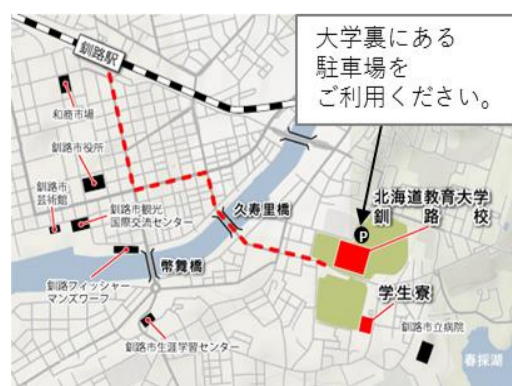 大学裏にある
駐車場を
ご利用ください。
釧路駅
和商市場
釧路市役所
釧路市
芸術館
釧路市観光
国際交流センター
久寿里橋
北海道教育大学
釧路校
P
幣舞橋
釧路フィッシャー
マンズワーフ
学生寮
釧路市立病院
釧路市生涯学習センター
春採湖